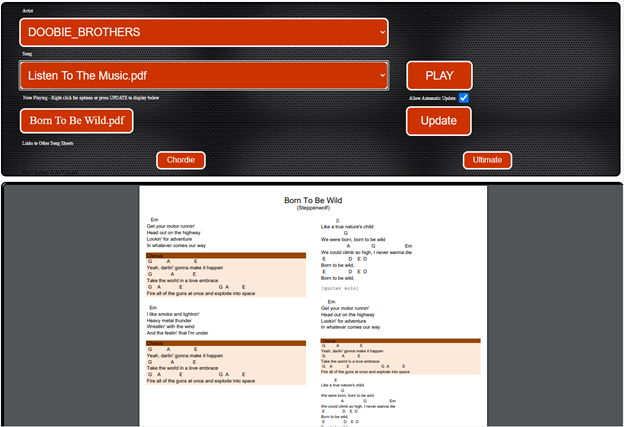 Artist
DOOBIE_BROTHERS
Song
Listen To The Music.pdf
PLAY
Now Playing - Right click for options or press UPDATE to display below
Allow Automatic Update
Born To Be Wild.pdf
Update
Links to Other Song Sheets
Chordie
Ultimate
Born To Be Wild
(Steppenwolf)
Em
Get your motor runnin'
Head out on the highway
Lookin' for adventure
In whatever comes our way
Chorus:
G A E
Yeah, darlin' gonna make it happen
G A E
Take the world in a love embrace
G A E G A E
Fire all of the guns at once and explode into space
Em
I like smoke and lightnin'
Heavy metal thunder
Wrestlin' with the wind
And the feelin' that I'm under
G A E
Yeah, darlin' gonna make it happen
G A E
Take the world in a love embrace
G A E G A E
Fire all of the guns at once and explode into space
E
Like a true nature's child
G
We were born, born to be wild
A G Em
We could climb so high, I never wanna die
E D E D
Born to be wild,
E D E D
Born to be wild,
[guitar solo]
Em
Get your motor runnin'
Head out on the highway
Lookin' for adventure
In whatever comes our way
G A E
Yeah, darlin' gonna make it happen
G A E
Take the world in a love embrace
G A E G A E
Fire all of the guns at once and explode into space
E
Like a true nature's child
G
We were born, born to be wild
A G Em
We could climb so high, I never wanna die
E D E D
Born to be wild,
E D E D
Born to be wild,